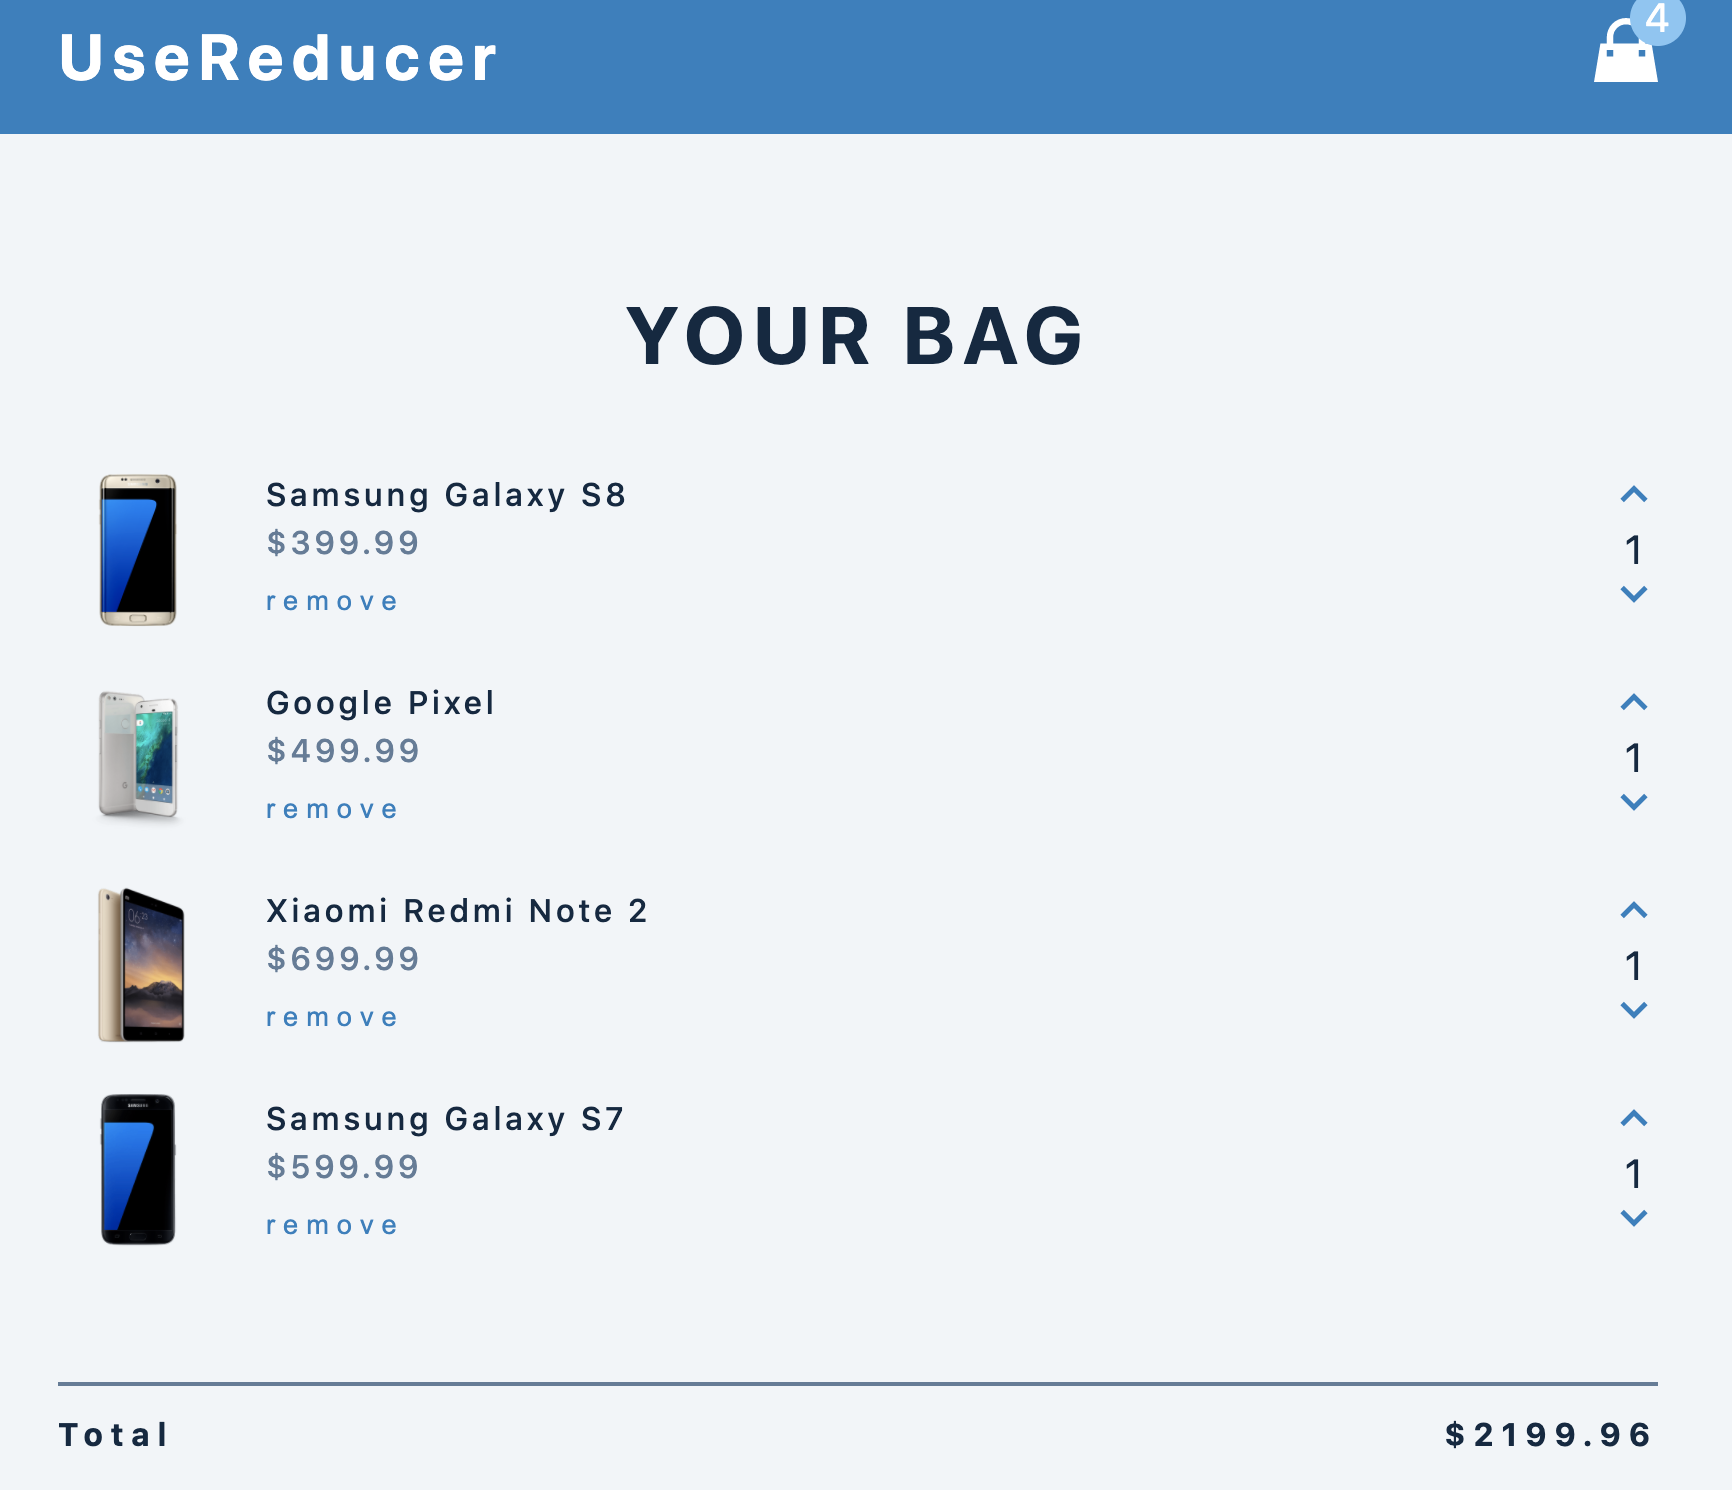 UseReducer
4
YOUR BAG
Samsung Galaxy S8
$399.99
remove
1
Google Pixel
$499.99
remove
1
Xiaomi Redmi Note 2
$699.99
remove
1
Samsung Galaxy S7
$599.99
remove
1
Total
$2199.96